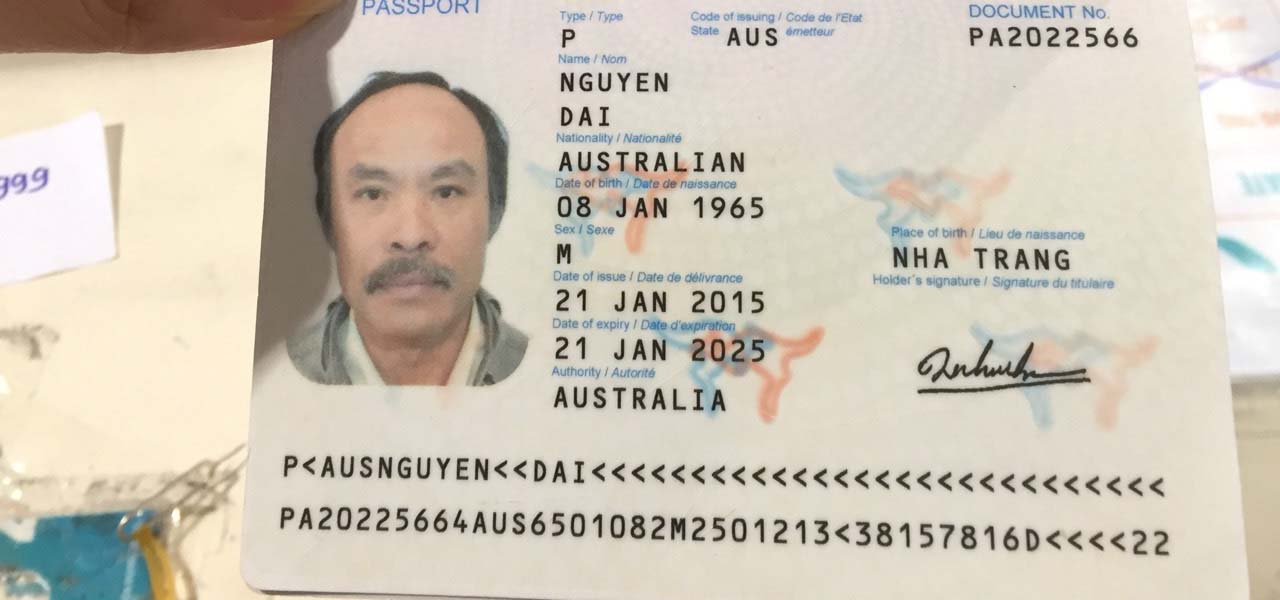 PASSPORT
Type / Type
P
Code of issuing / Code de l'Etat
State AUS émetteur
DOCUMENT No.
PA2022566
Name / Nom
NGUYEN
DAI
Nationality / Nationalité
AUSTRALIAN
Date of birth / Date de naissance
08 JAN 1965
Sex / Sexe
M
Place of birth / Lieu de naissance
NHA TRANG
Date of issue / Date de délivrance
21 JAN 2015
Holder's signature / Signature du titulaire
Date of expiry / Date d'expiration
21 JAN 2025
Authority / Autorité
AUSTRALIA
P<AUSNGUYEN<<DAI<<<<<<<<<<<<<<<<<<<<<<<<<<<<
PA20225664AUS6501082M2501213<38157816D<<<<22
999